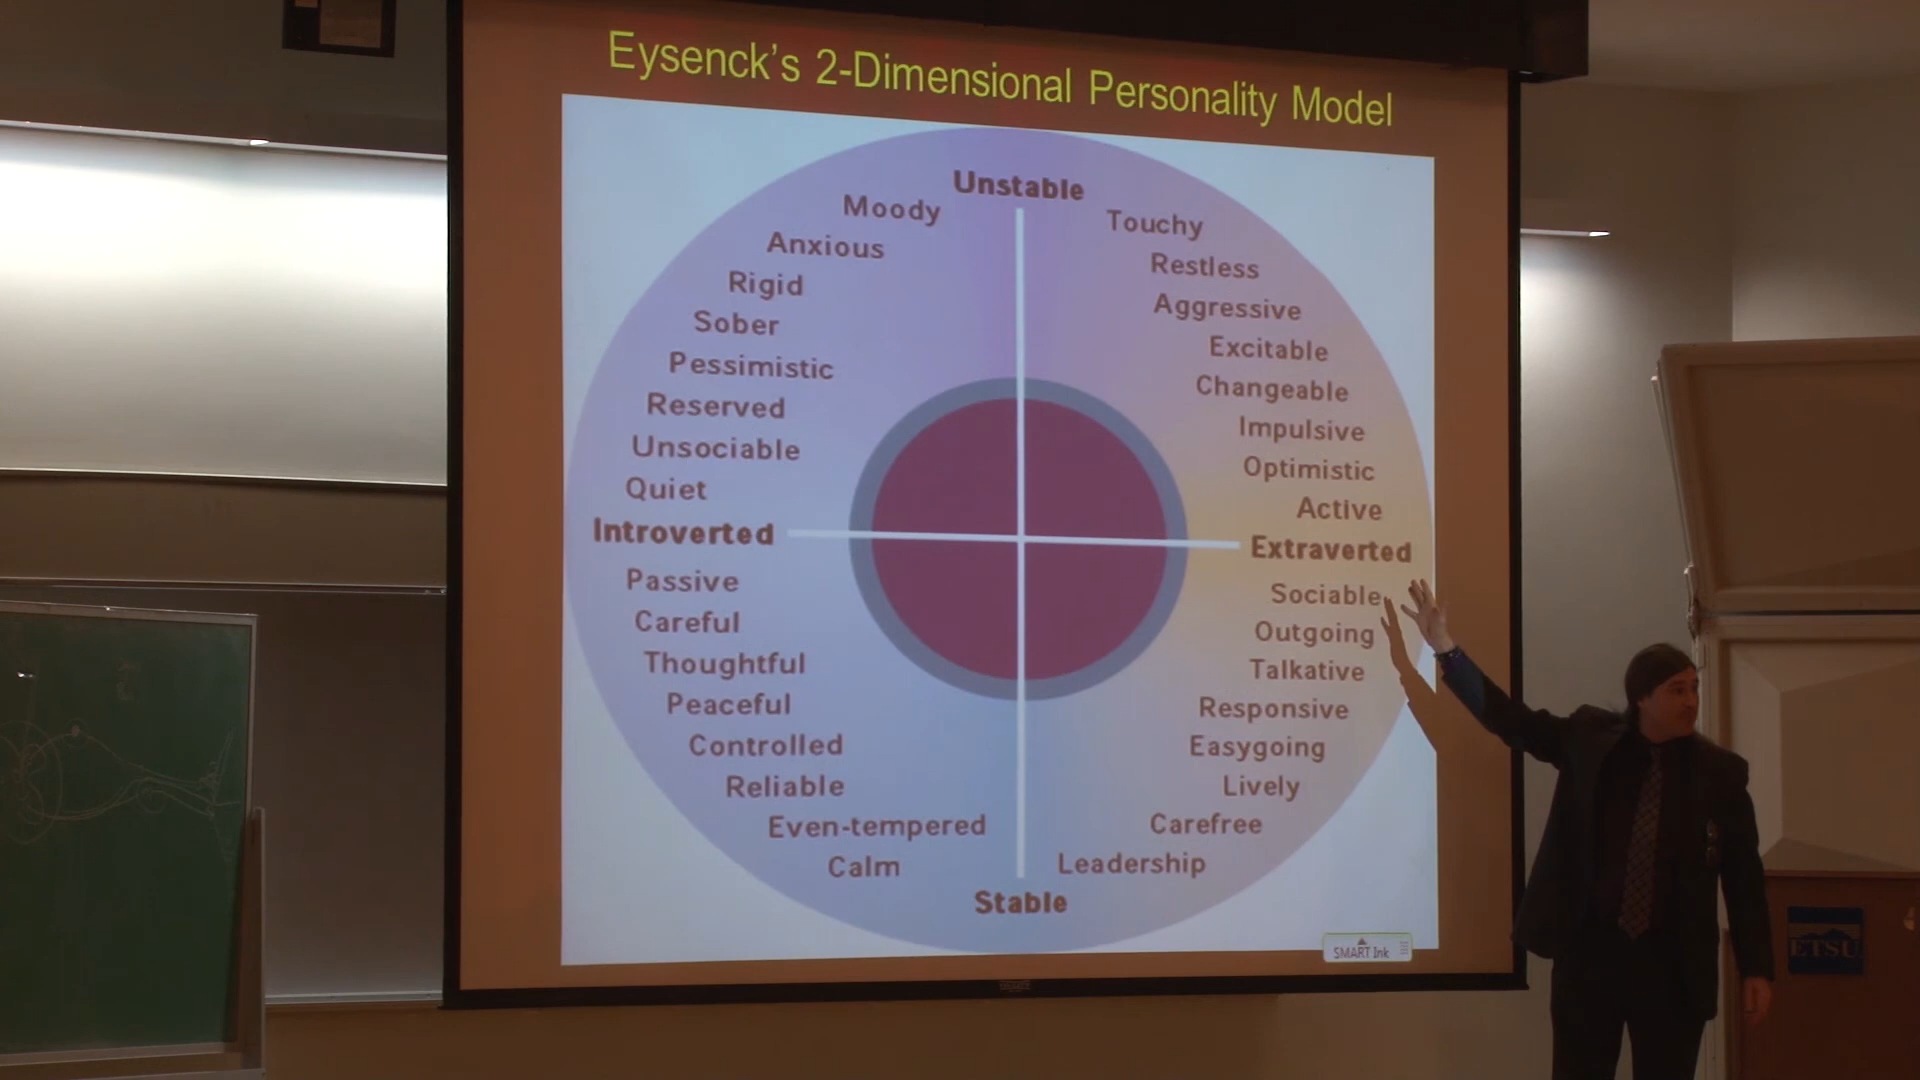 Eysenck's 2-Dimensional Personality Model
Unstable
Moody
Anxious
Rigid
Sober
Pessimistic
Reserved
Unsociable
Quiet
Introverted
Passive
Careful
Thoughtful
Peaceful
Controlled
Reliable
Even-tempered
Calm
Touchy
Restless
Aggressive
Excitable
Changeable
Impulsive
Optimistic
Active
Extraverted
Sociable
Outgoing
Talkative
Responsive
Easygoing
Lively
Carefree
Leadership
Stable
SMART Ink
ETSU